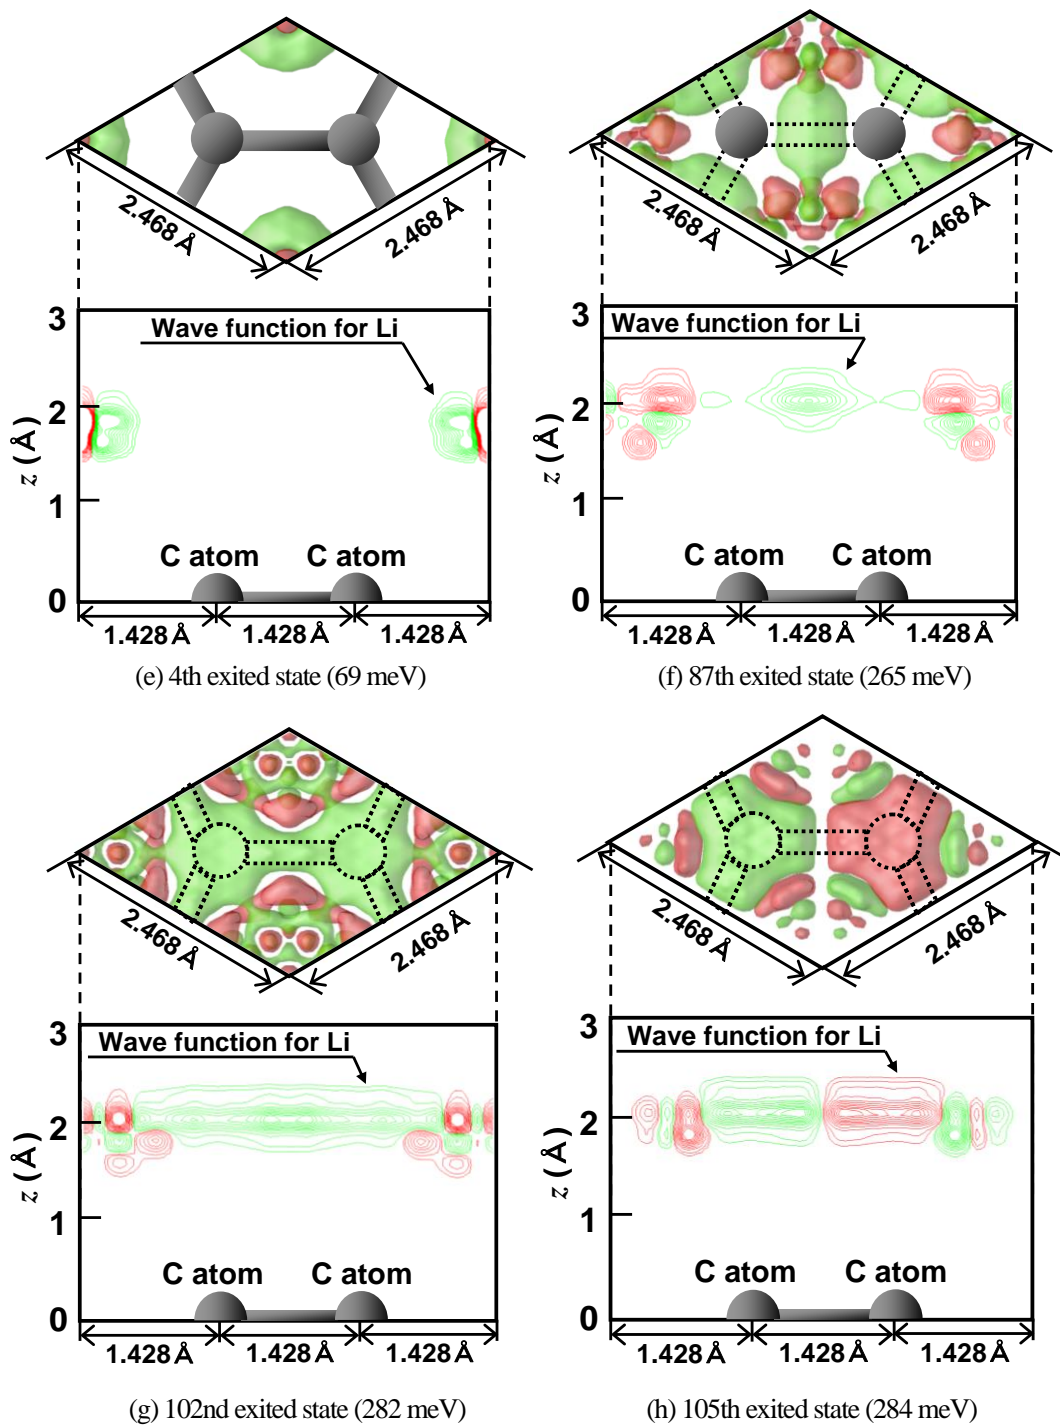 2.468 Å
2.468 Å
3
Wave function for Li
2
z (Å)
1
C atom C atom
0
1.428 Å 1.428 Å 1.428 Å
(e) 4th exited state (69 meV)
2.468 Å
2.468 Å
3
Wave function for Li
2
z (Å)
1
C atom C atom
0
1.428 Å 1.428 Å 1.428 Å
(f) 87th exited state (265 meV)
2.468 Å
2.468 Å
3
Wave function for Li
2
z (Å)
1
C atom C atom
0
1.428 Å 1.428 Å 1.428 Å
(g) 102nd exited state (282 meV)
2.468 Å
2.468 Å
3
Wave function for Li
2
z (Å)
1
C atom C atom
0
1.428 Å 1.428 Å 1.428 Å
(h) 105th exited state (284 meV)